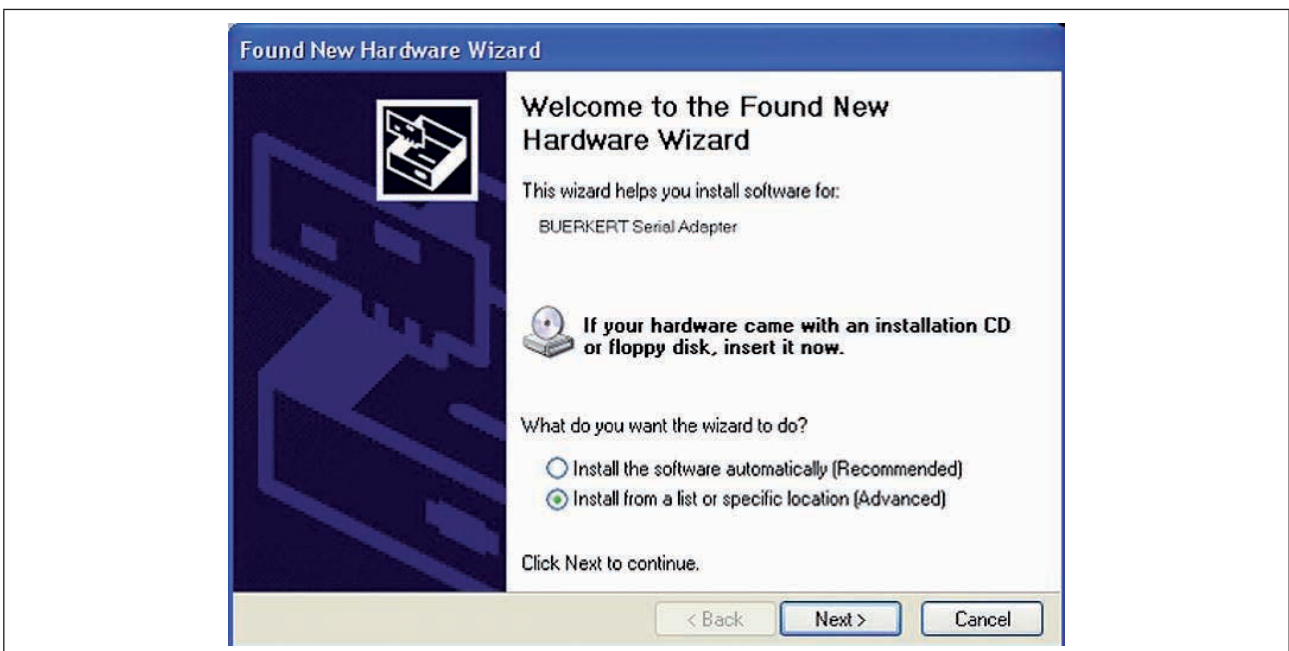 Found New Hardware Wizard
Welcome to the Found New
Hardware Wizard
This wizard helps you install software for:
BUERKERT Serial Adapter
If your hardware came with an installation CD
or floppy disk, insert it now.
What do you want the wizard to do?
Install the software automatically (Recommended)
Install from a list or specific location (Advanced)
Click Next to continue.
< Back Next > Cancel